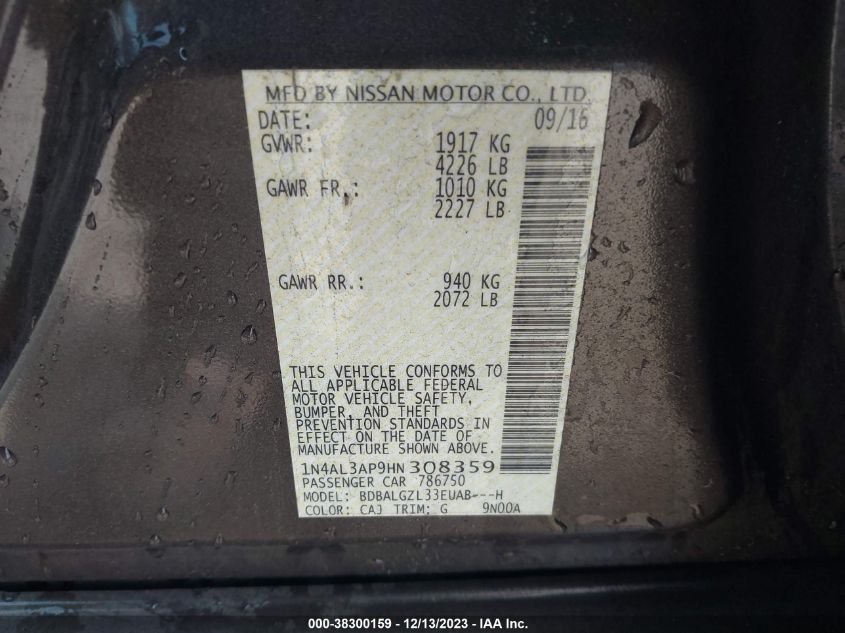 MFD BY NISSAN MOTOR CO., LTD.
DATE: 09/16
GVWR: 1917 KG
4226 LB
GAWR FR.: 1010 KG
2227 LB
GAWR RR.: 940 KG
2072 LB
THIS VEHICLE CONFORMS TO
ALL APPLICABLE FEDERAL
MOTOR VEHICLE SAFETY,
BUMPER, AND THEFT
PREVENTION STANDARDS IN
EFFECT ON THE DATE OF
MANUFACTURE SHOWN ABOVE.
1N4AL3AP9HN308359
PASSENGER CAR 786750
MODEL: BDBALGZL33EUAB---H
COLOR: CAJ TRIM: G 9N00A
000-38300159 - 12/13/2023 - IAA Inc.